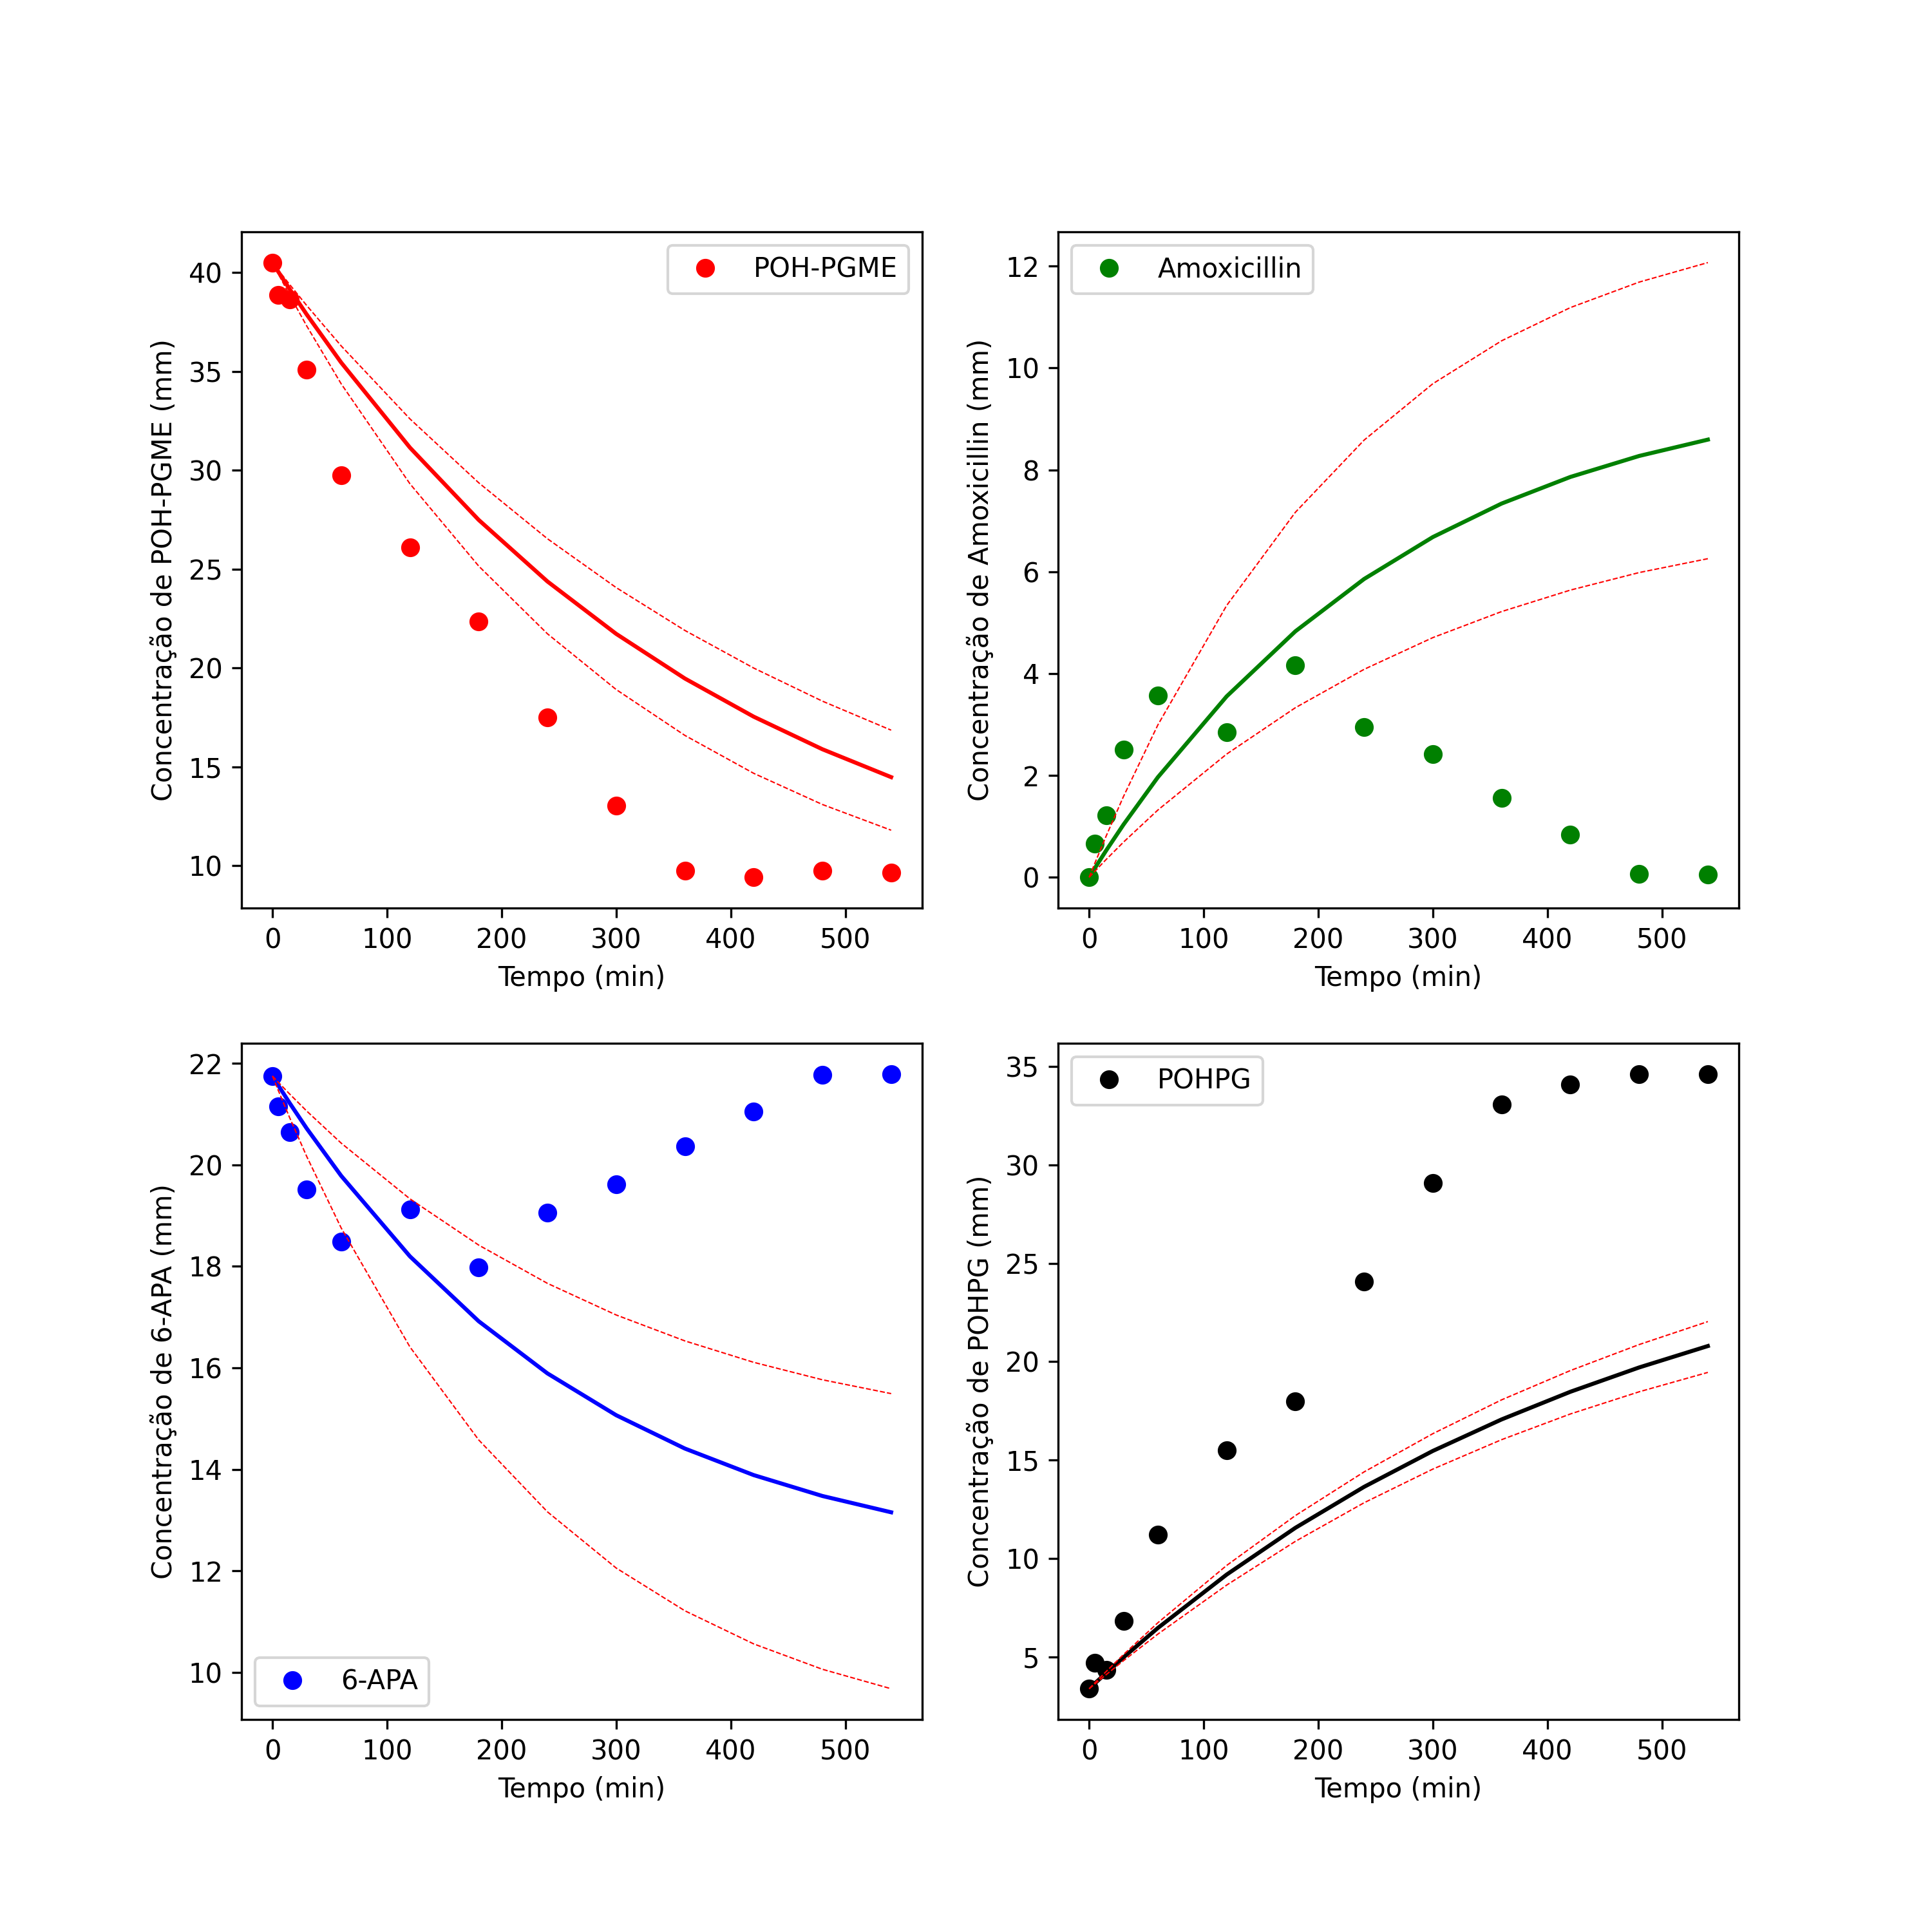 POH-PGME
40
35
30
25
20
15
10
Concentração de POH-PGME (mm)
0 100 200 300 400 500
Tempo (min)
Amoxicillin
12
10
8
6
4
2
0
Concentração de Amoxicillin (mm)
0 100 200 300 400 500
Tempo (min)
22
20
18
16
14
12
10
Concentração de 6-APA (mm)
6-APA
0 100 200 300 400 500
Tempo (min)
POHPG
35
30
25
20
15
10
5
Concentração de POHPG (mm)
0 100 200 300 400 500
Tempo (min)